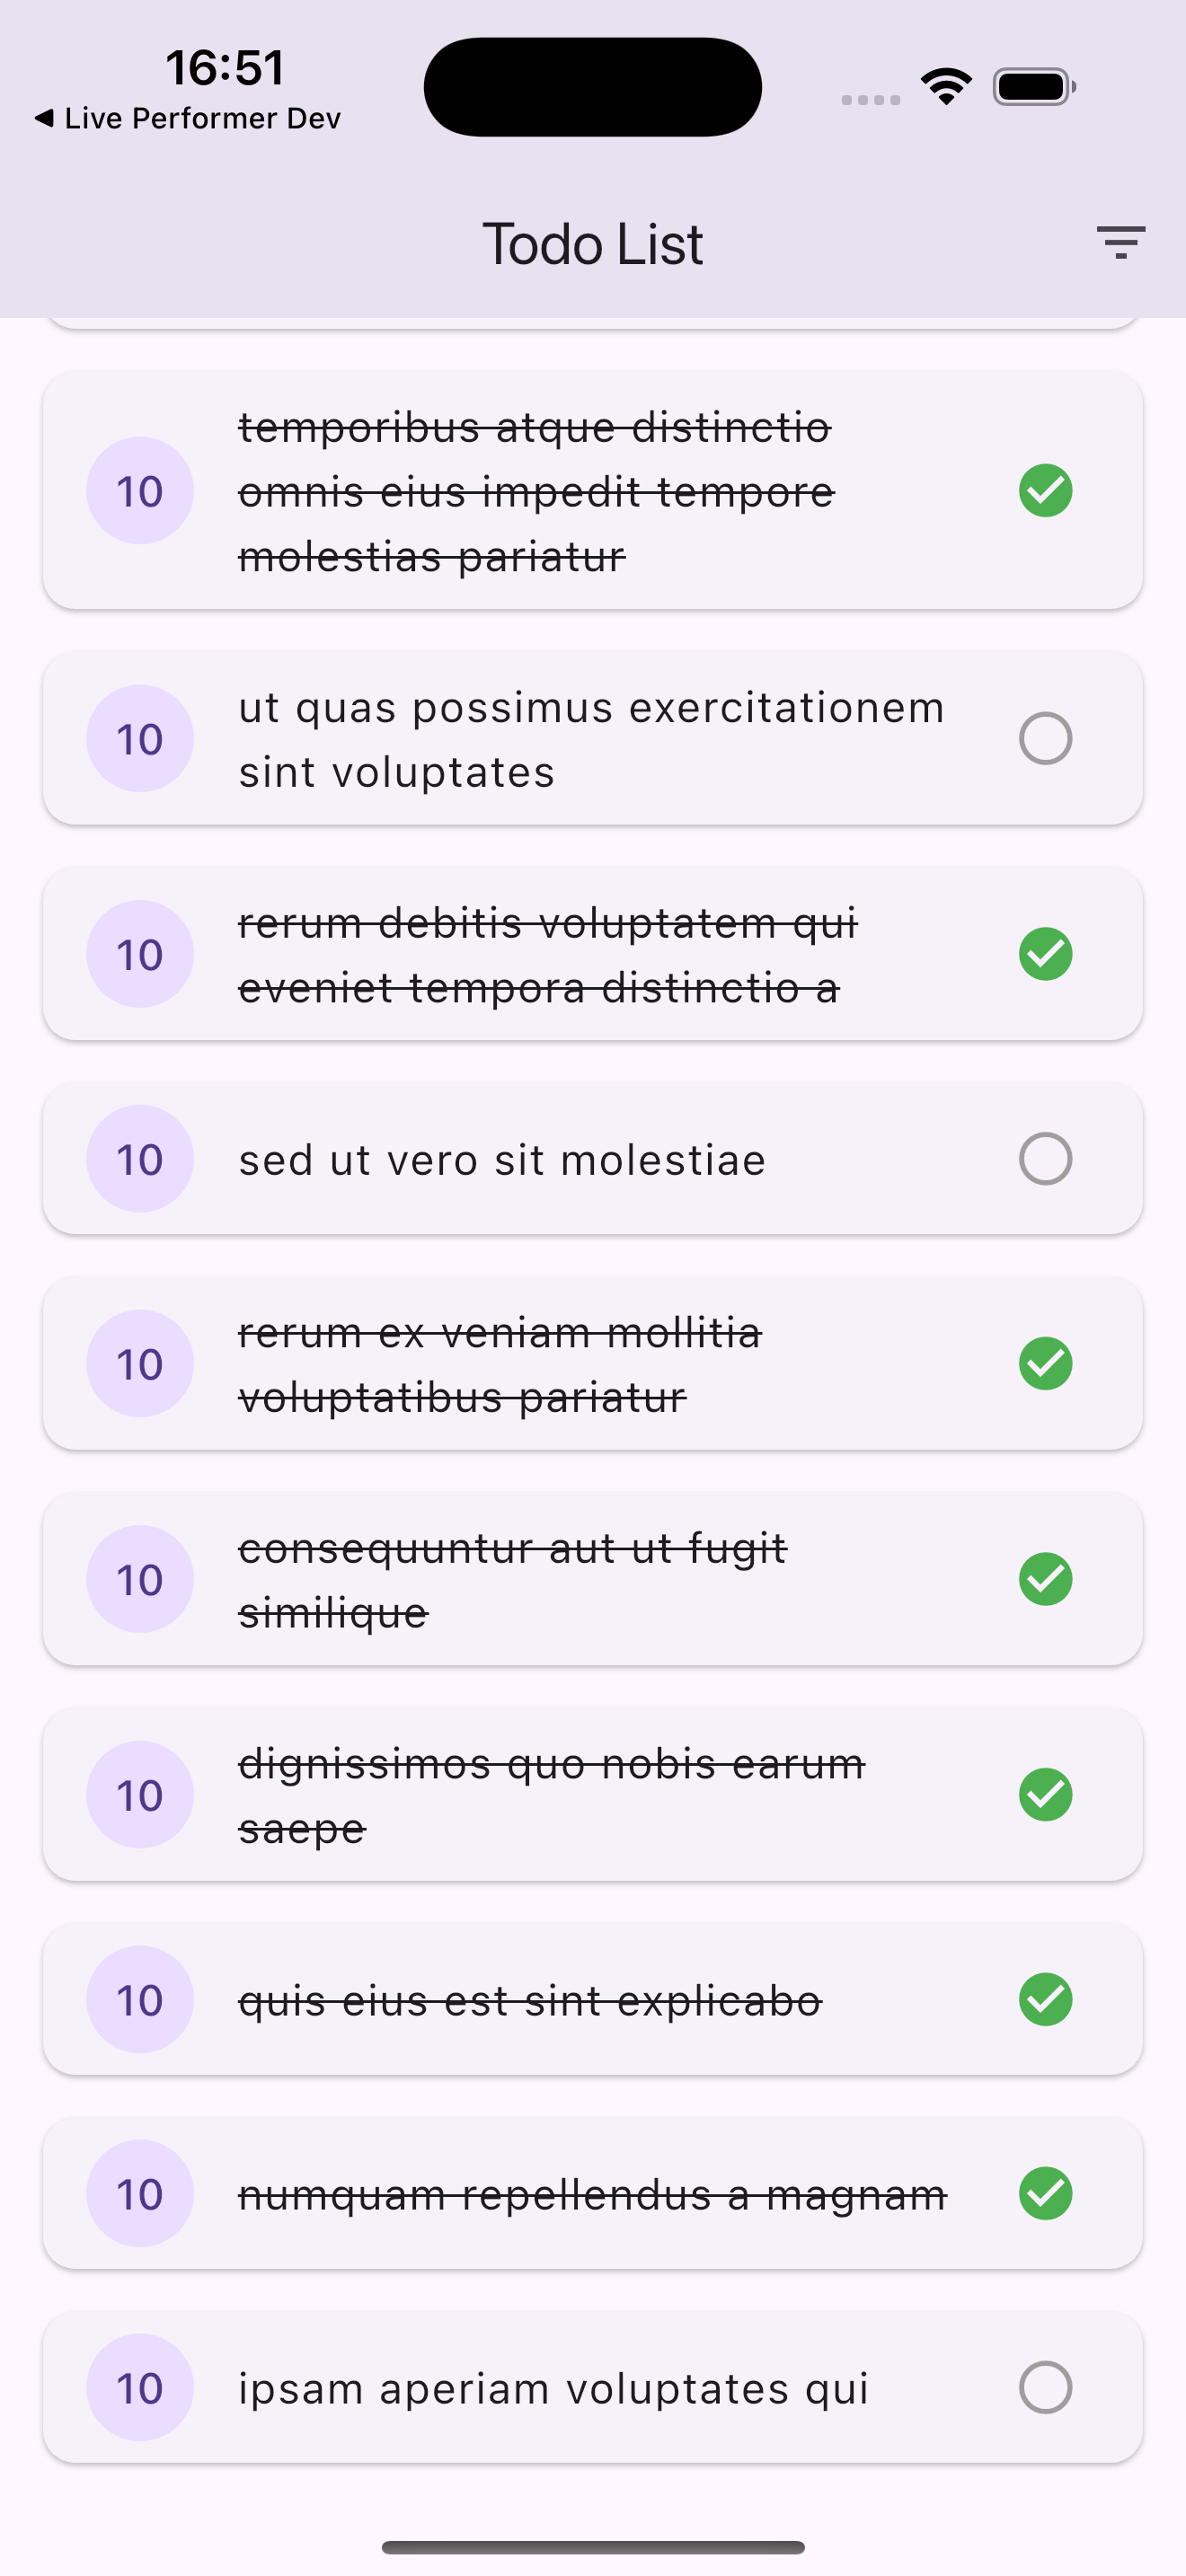 16:51
Live Performer Dev
Todo List
10
temporibus atque distinctio
omnis eius impedit tempore
molestias pariatur
10
ut quas possimus exercitationem
sint voluptates
10
rerum debitis voluptatem qui
eveniet tempora distinctio a
10
sed ut vero sit molestiae
10
rerum ex veniam mollitia
voluptatibus pariatur
10
consequuntur aut ut fugit
similique
10
dignissimos quo nobis earum
saepe
10
quis eius est sint explicabo
10
numquam repellendus a magnam
10
ipsam aperiam voluptates qui